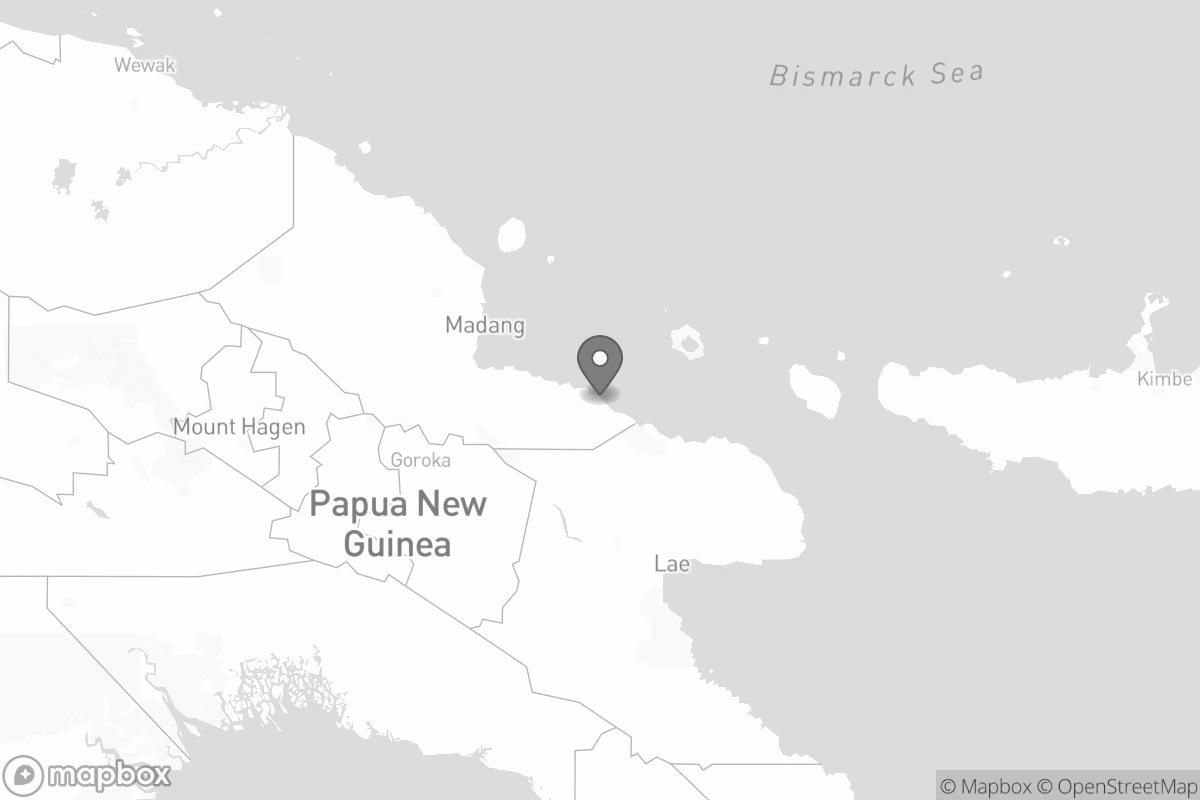 Wewak
Bismarck Sea
Madang
Kimbe
Mount Hagen
Goroka
Papua New
Guinea
Lae
mapbox
© Mapbox © OpenStreetMap